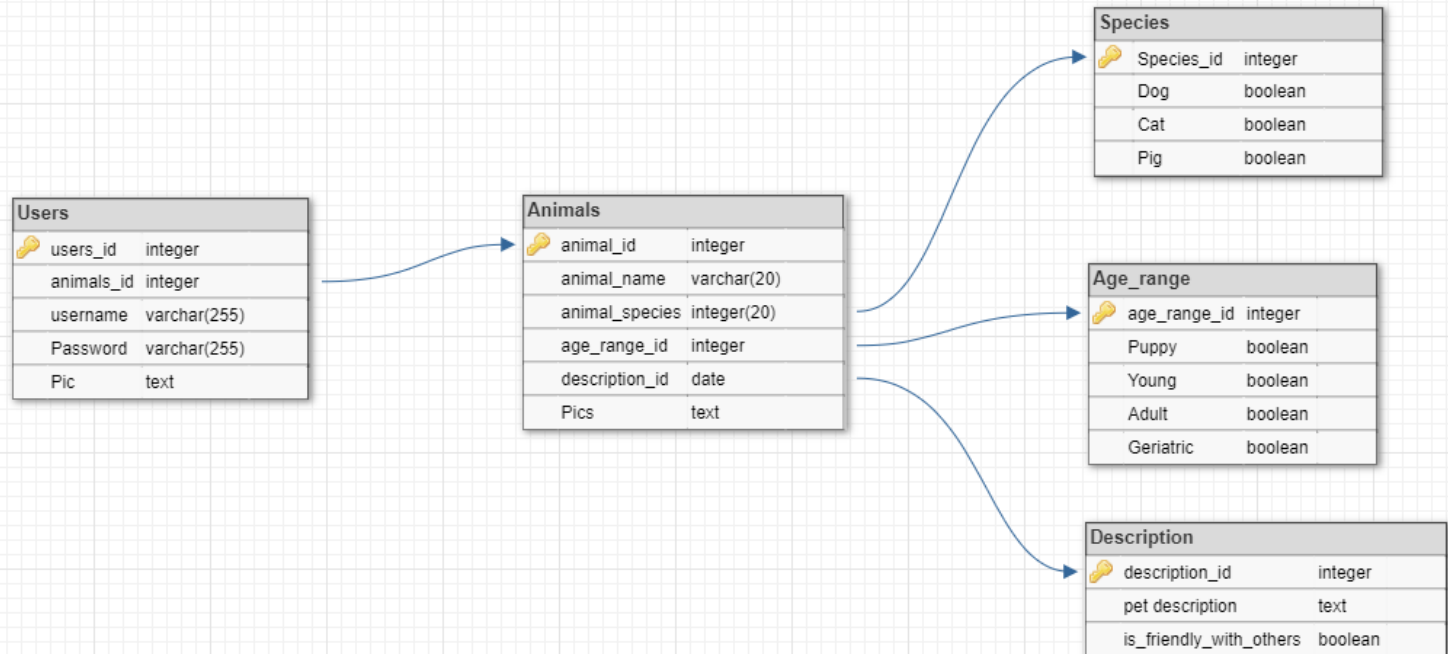 Users
users_id integer
animals_id integer
username varchar(255)
Password varchar(255)
Pic text
Animals
animal_id integer
animal_name varchar(20)
animal_species integer(20)
age_range_id integer
description_id date
Pics text
Species
Species_id integer
Dog boolean
Cat boolean
Pig boolean
Age_range
age_range_id integer
Puppy boolean
Young boolean
Adult boolean
Geriatric boolean
Description
description_id integer
pet description text
is_friendly_with_others boolean